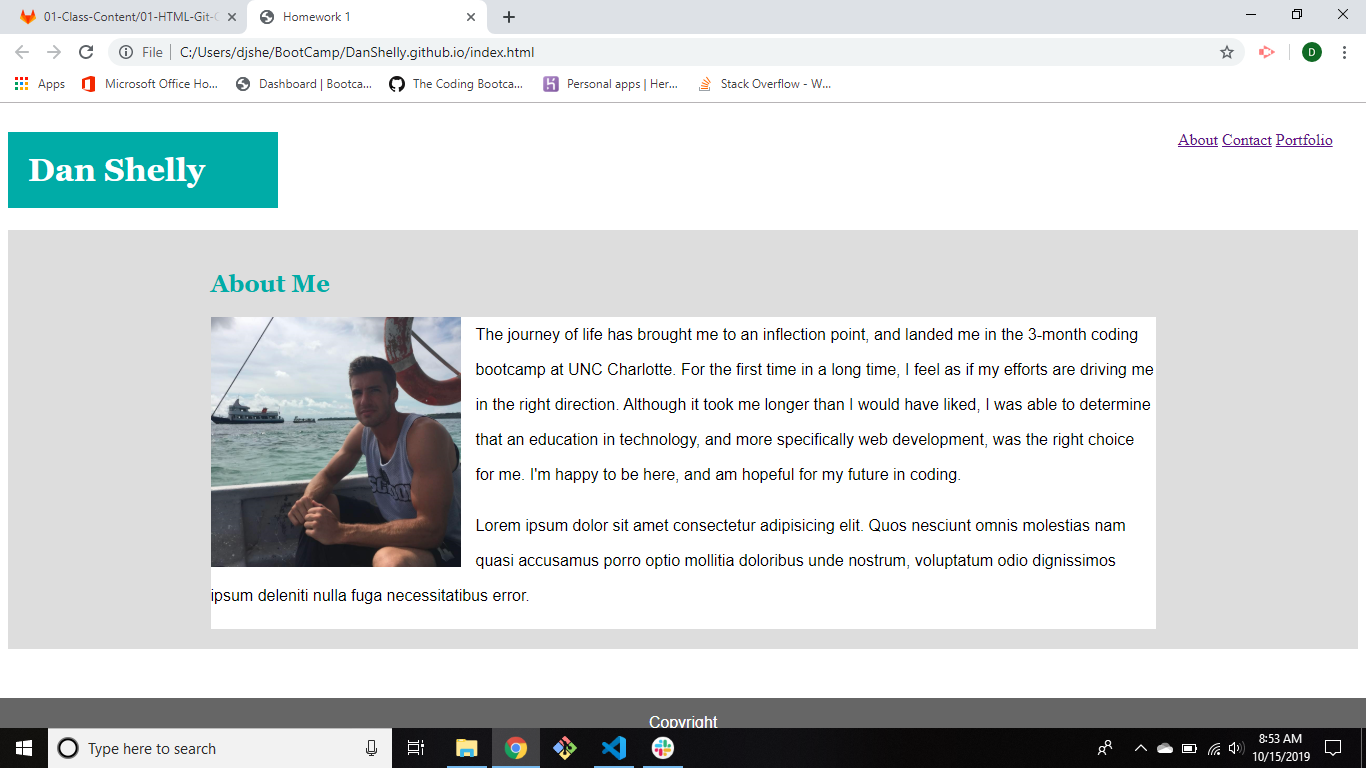 01-Class-Content/01-HTML-Git-C
Homework 1
File
C:/Users/djshe/BootCamp/DanShelly.github.io/index.html
D
Apps
Microsoft Office Ho...
Dashboard | Bootca...
The Coding Bootca...
Personal apps | Her...
Stack Overflow - W...
Dan Shelly
About Contact Portfolio
About Me
The journey of life has brought me to an inflection point, and landed me in the 3-month coding
bootcamp at UNC Charlotte. For the first time in a long time, I feel as if my efforts are driving me
in the right direction. Although it took me longer than I would have liked, I was able to determine
that an education in technology, and more specifically web development, was the right choice
for me. I'm happy to be here, and am hopeful for my future in coding.
Lorem ipsum dolor sit amet consectetur adipisicing elit. Quos nesciunt omnis molestias nam
quasi accusamus porro optio mollitia doloribus unde nostrum, voluptatum odio dignissimos
ipsum deleniti nulla fuga necessitatibus error.
Copyright
Type here to search
8:53 AM
10/15/2019